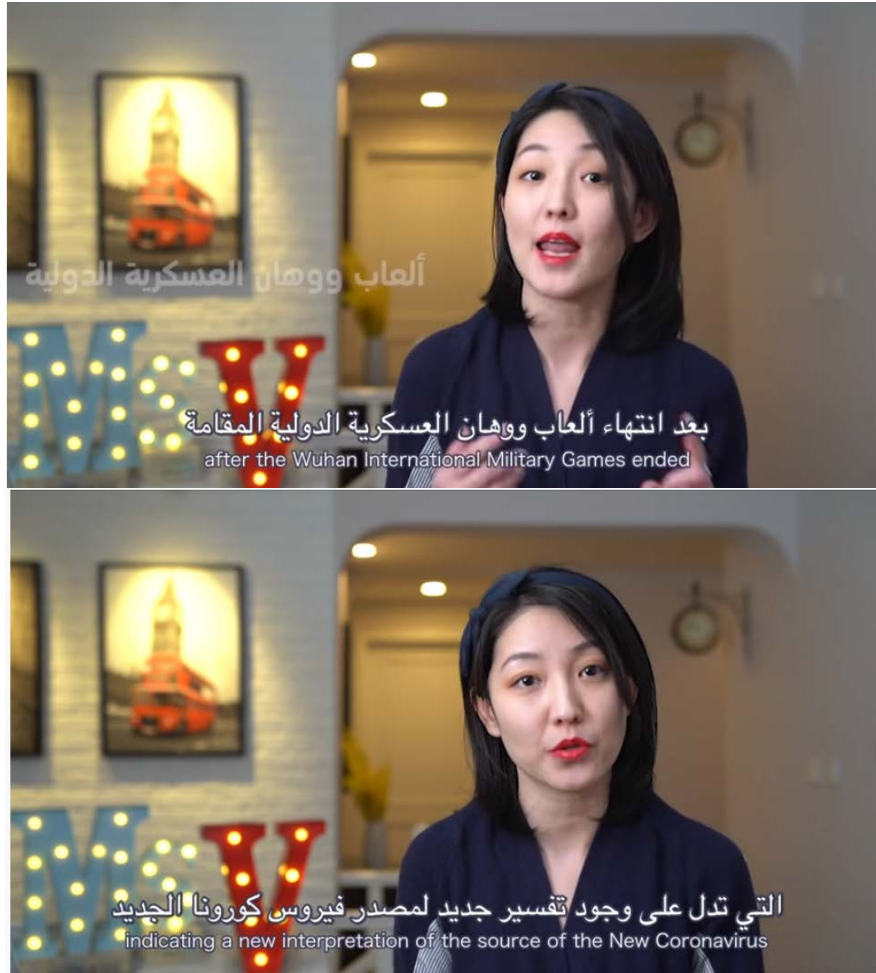 ألعاب ووهان العسكرية الدولية
Ms V
بعد انتهاء ألعاب ووهان العسكرية الدولية المقامة
after the Wuhan International Military Games ended
Ms V
التي تدل على وجود تفسير جديد لمصدر فيروس كورونا الجديد
indicating a new interpretation of the source of the New Coronavirus